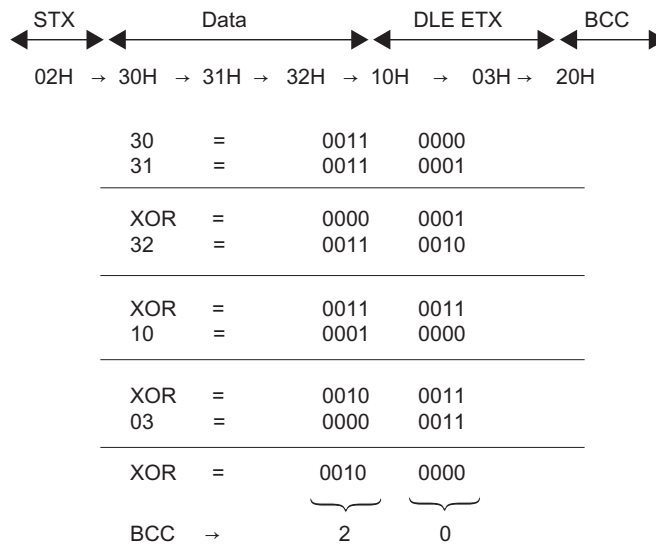 STX Data DLE ETX BCC
02H → 30H → 31H → 32H → 10H → 03H → 20H
30 = 0011 0000
31 = 0011 0001
XOR = 0000 0001
32 = 0011 0010
XOR = 0011 0011
10 = 0001 0000
XOR = 0010 0011
03 = 0000 0011
XOR = 0010 0000
BCC → 2 0